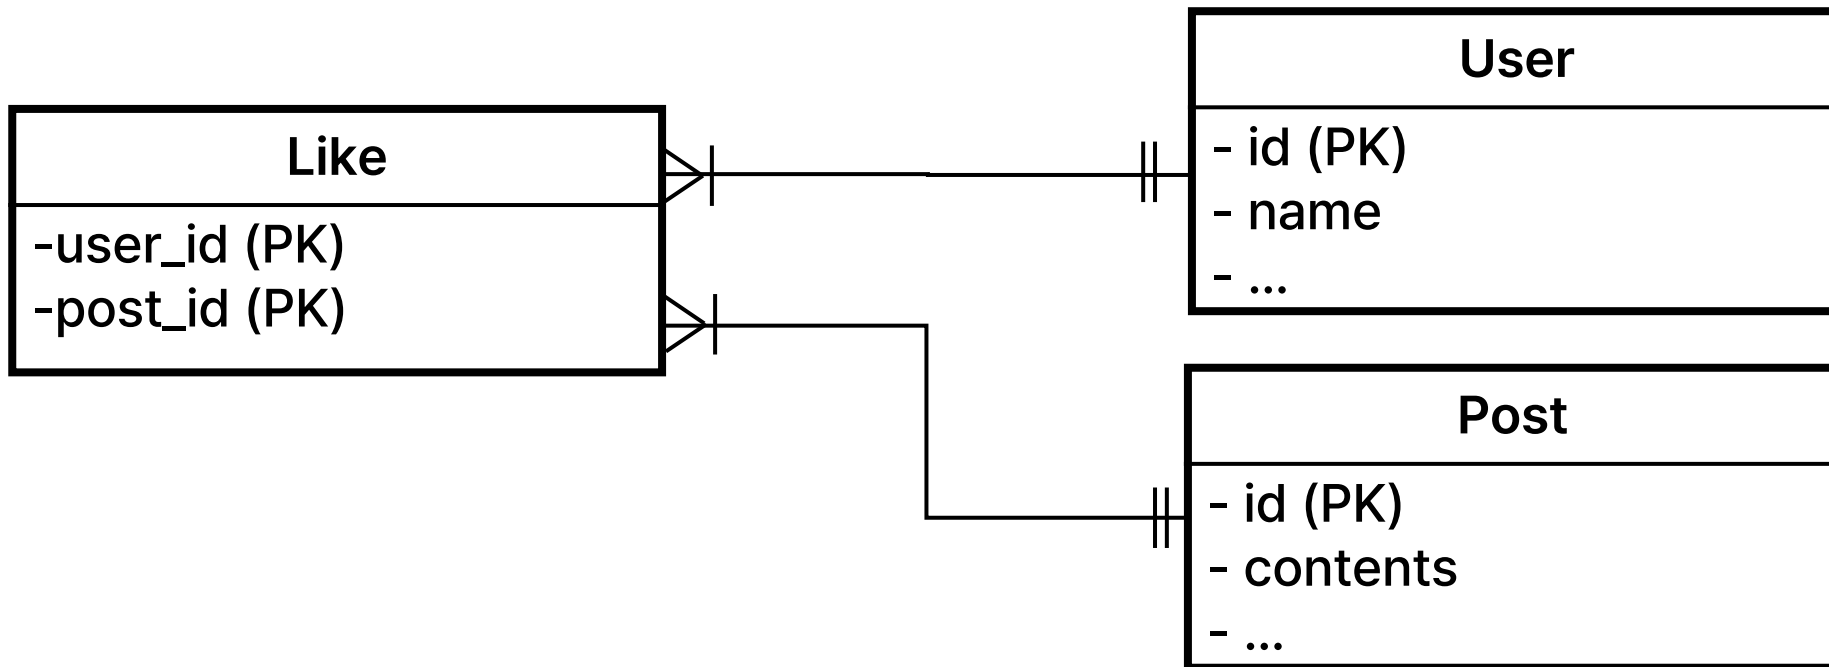 Like
-user_id (PK)
-post_id (PK)
User
- id (PK)
- name
- ...
Post
- id (PK)
- contents
- ...